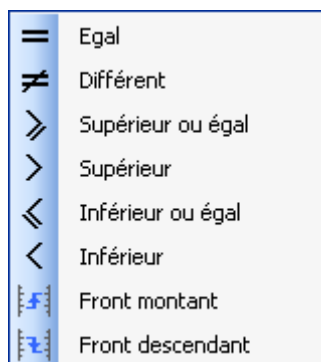 = Egal
≠ Différent
⩾ Supérieur ou égal
> Supérieur
⩽ Inférieur ou égal
< Inférieur
Front montant
Front descendant